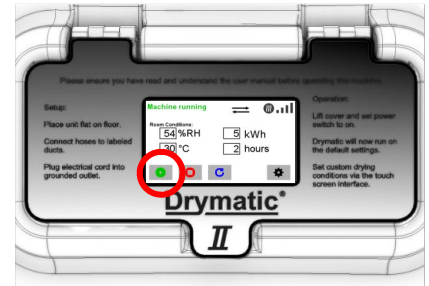 Please ensure you have read and understand the user manual before operating this machine.
Setup:
Place unit flat on floor.
Connect hoses to labeled
ducts.
Plug electrical cord into
grounded outlet.
Machine running
Room Conditions:
54 %RH
5 kWh
30 °C
2 hours
Operation:
Lift cover and set power
switch to on.
Drymatic will now run on
the default settings.
Set custom drying
conditions via the touch
screen interface.
Drymatic®
II